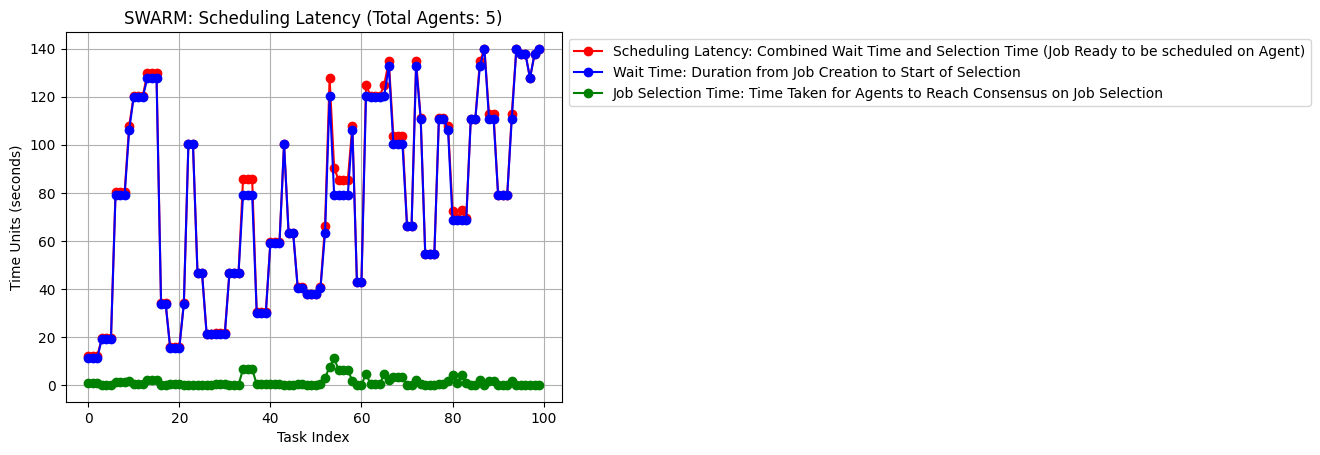 SWARM: Scheduling Latency (Total Agents: 5)
Scheduling Latency: Combined Wait Time and Selection Time (Job Ready to be scheduled on Agent)
Wait Time: Duration from Job Creation to Start of Selection
Job Selection Time: Time Taken for Agents to Reach Consensus on Job Selection
Time Units (seconds)
140
120
100
80
60
40
20
0
0 20 40 60 80 100
Task Index